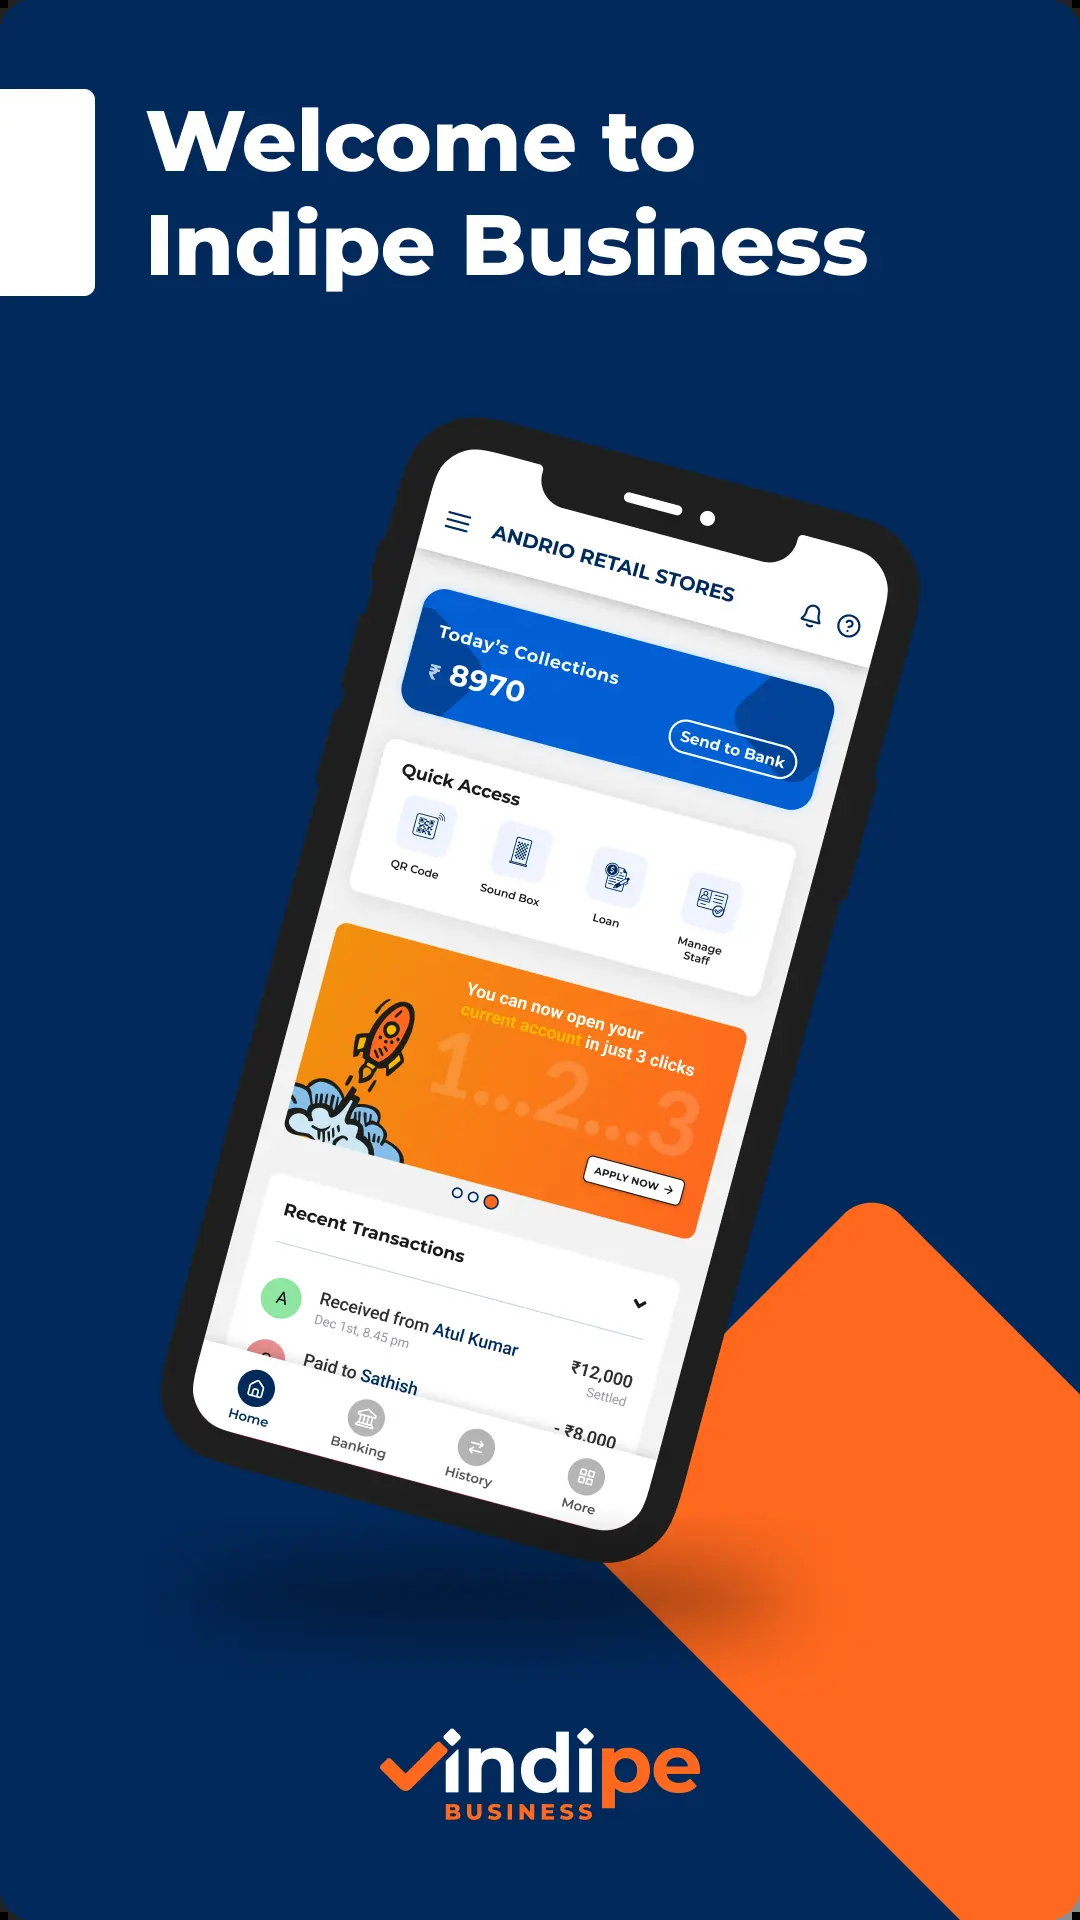 Welcome to
Indipe Business
ANDRIO RETAIL STORES
Today's Collections
₹ 8970
Send to Bank
Quick Access
QR Code
Sound Box
Loan
Manage
Staff
You can now open your
current account in just 3 clicks
1...2...3
APPLY NOW →
Recent Transactions
A
Received from Atul Kumar
Dec 1st, 8.45 pm
₹12,000
Settled
Paid to Sathish
- ₹8,000
Home
Banking
History
More
indipe
BUSINESS